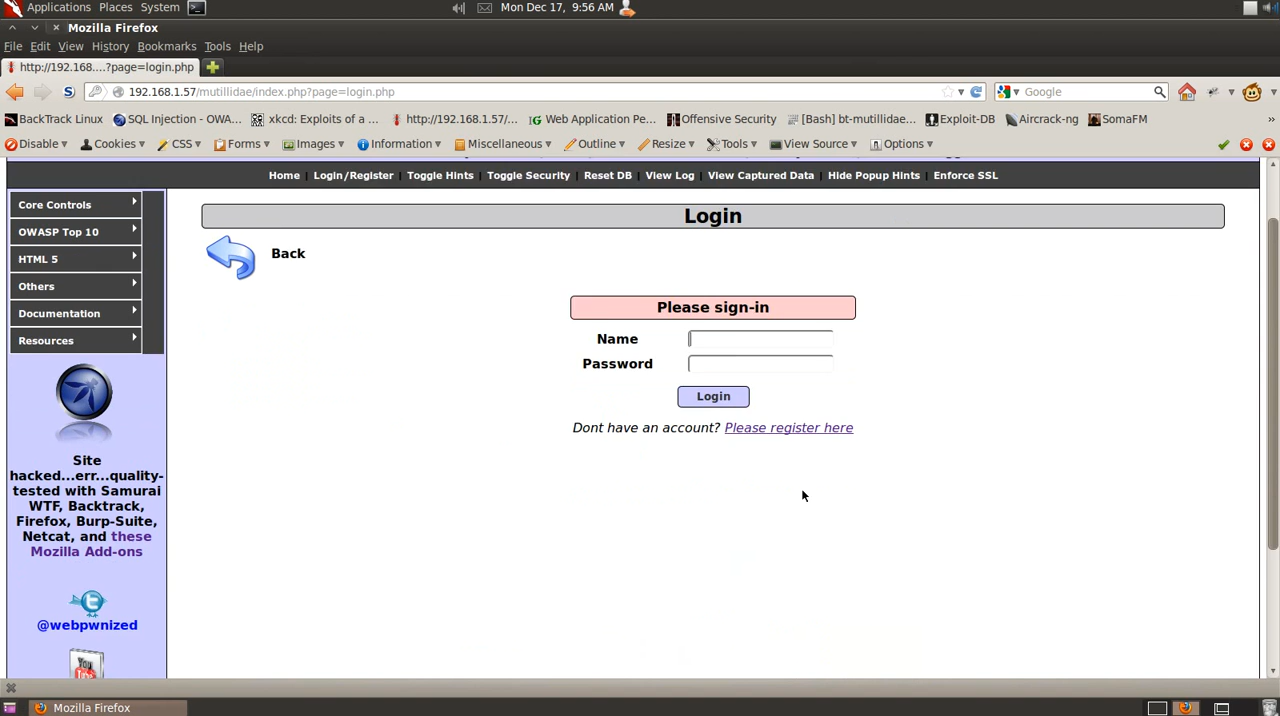 Applications Places System
Mon Dec 17, 9:56 AM
Mozilla Firefox
File Edit View History Bookmarks Tools Help
http://192.168....?page=login.php
192.168.1.57/mutillidae/index.php?page=login.php
Google
BackTrack Linux SQL Injection - OWA... xkcd: Exploits of a ... http://192.168.1.57/... Web Application Pe... Offensive Security [Bash] bt-mutillidae... Exploit-DB Aircrack-ng SomaFM »
Disable Cookies CSS Forms Images Information Miscellaneous Outline Resize Tools View Source Options
Home Login/Register Toggle Hints Toggle Security Reset DB View Log View Captured Data Hide Popup Hints Enforce SSL
Core Controls
OWASP Top 10
HTML 5
Others
Documentation
Resources
Site
hacked...err...quality-
tested with Samurai
WTF, Backtrack,
Firefox, Burp-Suite,
Netcat, and these
Mozilla Add-ons
@webpwnized
You
Login
Back
Please sign-in
Name
Password
Login
Dont have an account? Please register here
Mozilla Firefox